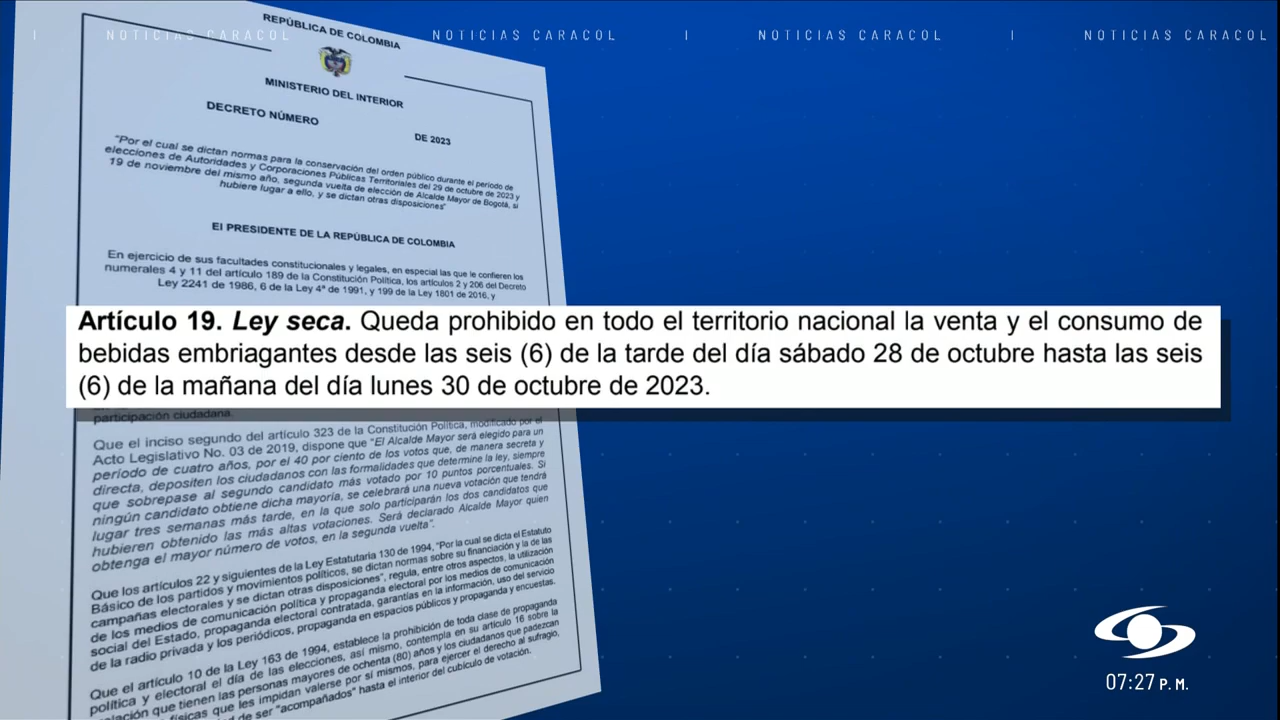 I NOTICIAS CARACOL I NOTICIAS CARACOL I NOTICIAS CARACOL I NOTICIAS CARACOL
REPÚBLICA DE COLOMBIA
MINISTERIO DEL INTERIOR
DECRETO NÚMERO DE 2023
"Por el cual se dictan normas para la conservación del orden público durante el período de
elecciones de Autoridades y Corporaciones Públicas Territoriales del 29 de octubre de 2023 y
19 de noviembre del mismo año, segunda vuelta de elección de Alcalde Mayor de Bogotá, si
hubiere lugar a ello, y se dictan otras disposiciones"
El PRESIDENTE DE LA REPÚBLICA DE COLOMBIA
En ejercicio de sus facultades constitucionales y legales, en especial las que le confieren los
numerales 4 y 11 del artículo 189 de la Constitución Política, los artículos 2 y 206 del Decreto
Ley 2241 de 1986, 6 de la Ley 4ª de 1991, y 199 de la Ley 1801 de 2016, y
Artículo 19. Ley seca. Queda prohibido en todo el territorio nacional la venta y el consumo de
bebidas embriagantes desde las seis (6) de la tarde del día sábado 28 de octubre hasta las seis
(6) de la mañana del día lunes 30 de octubre de 2023.
participación ciudadana.
Que el inciso segundo del artículo 323 de la Constitución Política, modificado por el
Acto Legislativo No. 03 de 2019, dispone que "El Alcalde Mayor será elegido para un
período de cuatro años, por el 40 por ciento de los votos que, de manera secreta y
directa, depositen los ciudadanos con las formalidades que determine la ley, siempre
que sobrepase al segundo candidato más votado por 10 puntos porcentuales. Si
ningún candidato obtiene dicha mayoría, se celebrará una nueva votación que tendrá
lugar tres semanas más tarde, en la que solo participarán los dos candidatos que
hubieren obtenido las más altas votaciones. Será declarado Alcalde Mayor quien
obtenga el mayor número de votos, en la segunda vuelta".
Que los artículos 22 y siguientes de la Ley Estatutaria 130 de 1994, "Por la cual se dicta el Estatuto
Básico de los partidos y movimientos políticos, se dictan normas sobre su financiación y la de las
campañas electorales y se dictan otras disposiciones", regula, entre otros aspectos, la utilización
de los medios de comunicación política y propaganda electoral por los medios de comunicación
social del Estado, propaganda electoral contratada, garantías en la información, uso del servicio
de la radio privada y los periódicos, propaganda en espacios públicos y propaganda y encuestas.
Que el artículo 10 de la Ley 163 de 1994, establece la prohibición de toda clase de propaganda
política y electoral el día de las elecciones, así mismo, contempla en su artículo 16 sobre la
que tienen las personas mayores de ochenta (80) años y los ciudadanos que padezcan
físicas que les impidan valerse por sí mismos, para ejercer el derecho al sufragio,
de ser "acompañados" hasta el interior del cubículo de votación.
07:27 P. M.